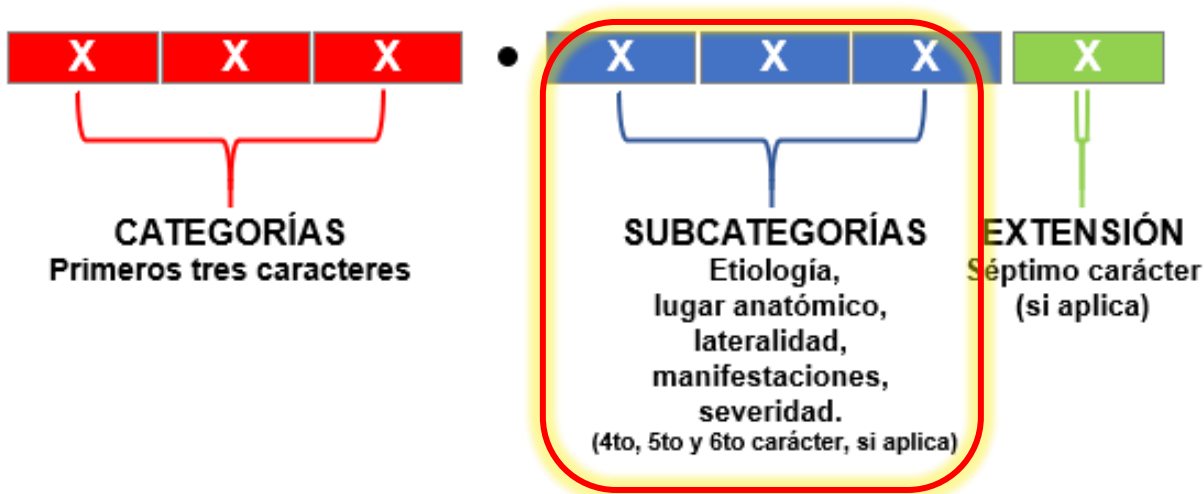 X X X • X X X X
CATEGORÍAS
Primeros tres caracteres
SUBCATEGORÍAS
Etiología,
lugar anatómico,
lateralidad,
manifestaciones,
severidad.
(4to, 5to y 6to carácter, si aplica)
EXTENSIÓN
Séptimo carácter
(si aplica)